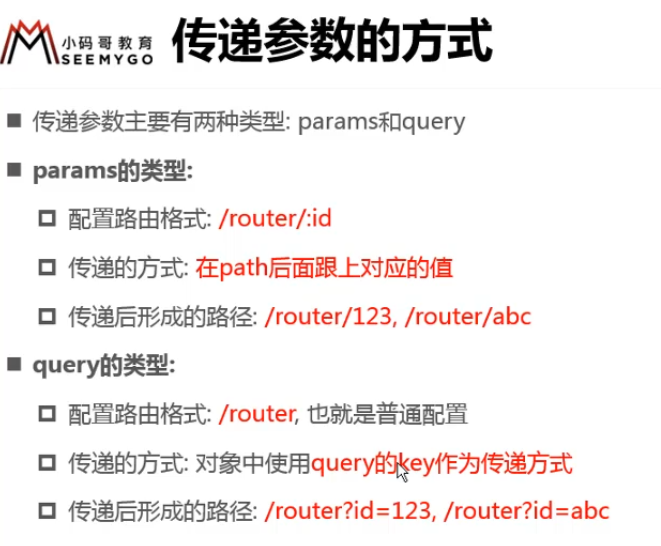 小码哥教育
SEEMYGO
传递参数的方式
传递参数主要有两种类型: params和query
params的类型:
配置路由格式: /router/:id
传递的方式: 在path后面跟上对应的值
传递后形成的路径: /router/123, /router/abc
query的类型:
配置路由格式: /router, 也就是普通配置
传递的方式: 对象中使用query的key作为传递方式
传递后形成的路径: /router?id=123, /router?id=abc